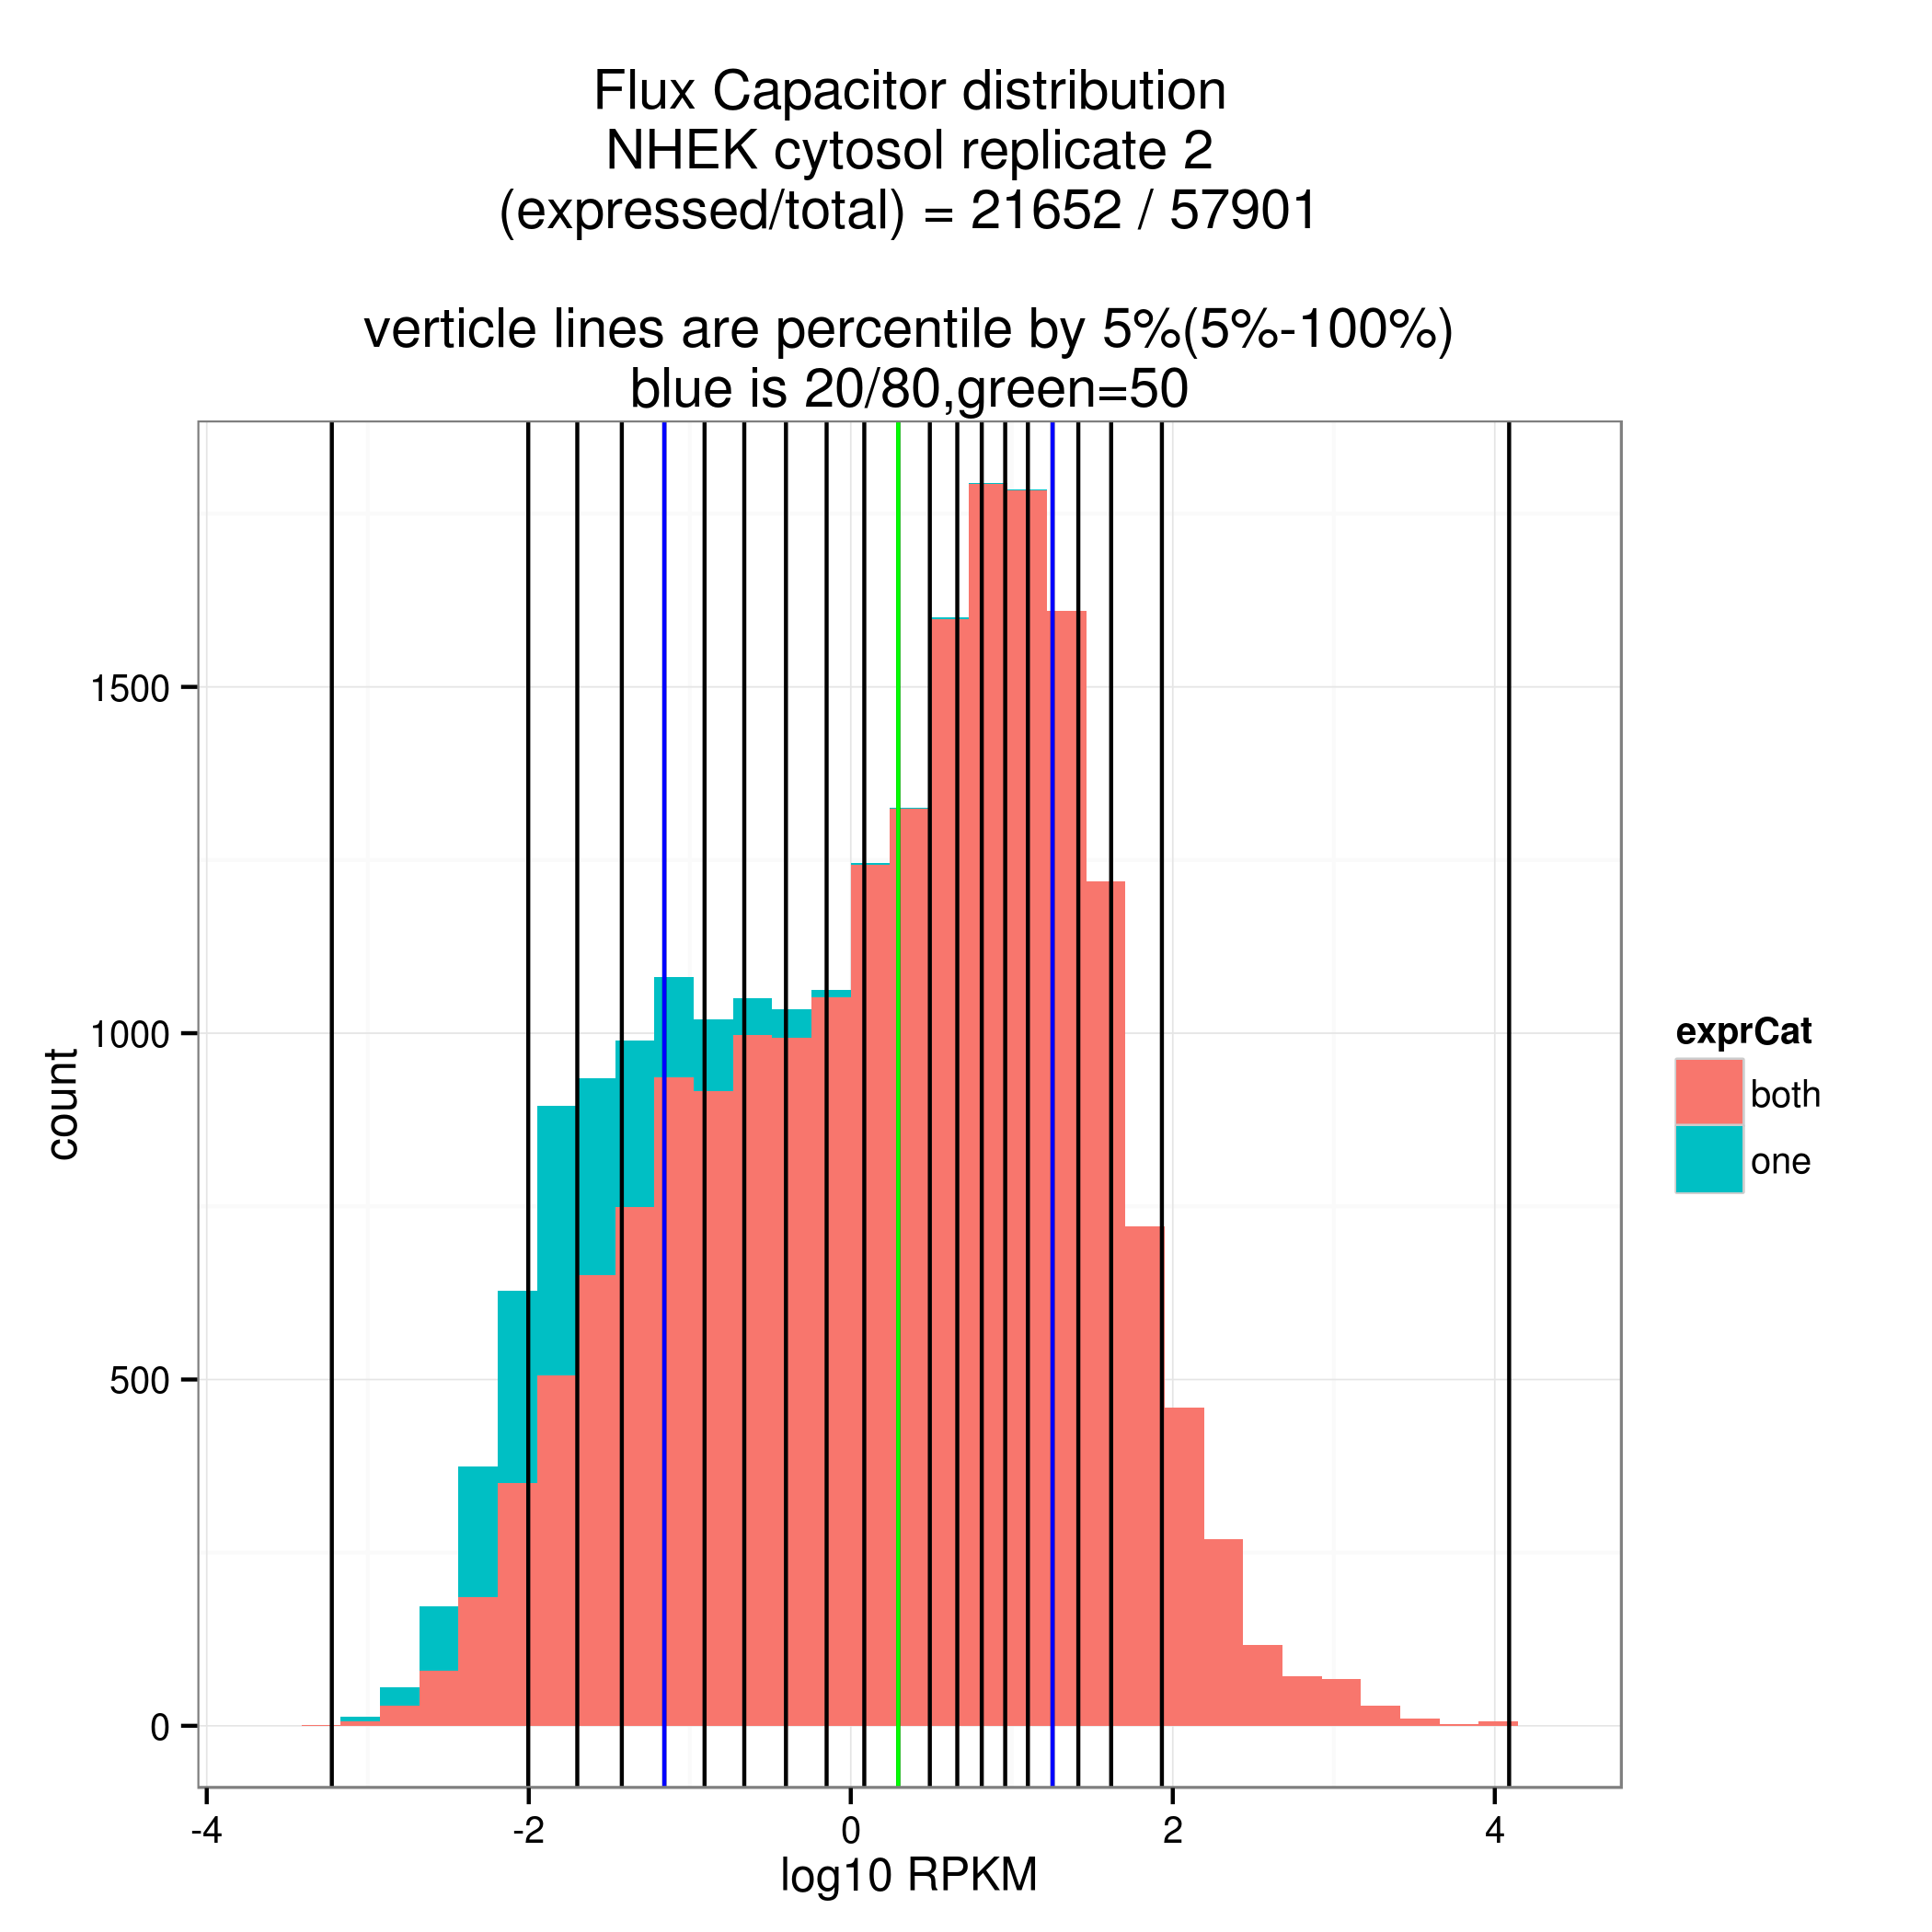 Flux Capacitor distribution
NHEK cytosol replicate 2
(expressed/total) = 21652 / 57901
verticle lines are percentile by 5%(5%-100%)
blue is 20/80,green=50
1500
1000
500
0
count
-4
-2
0
2
4
log10 RPKM
exprCat
both
one